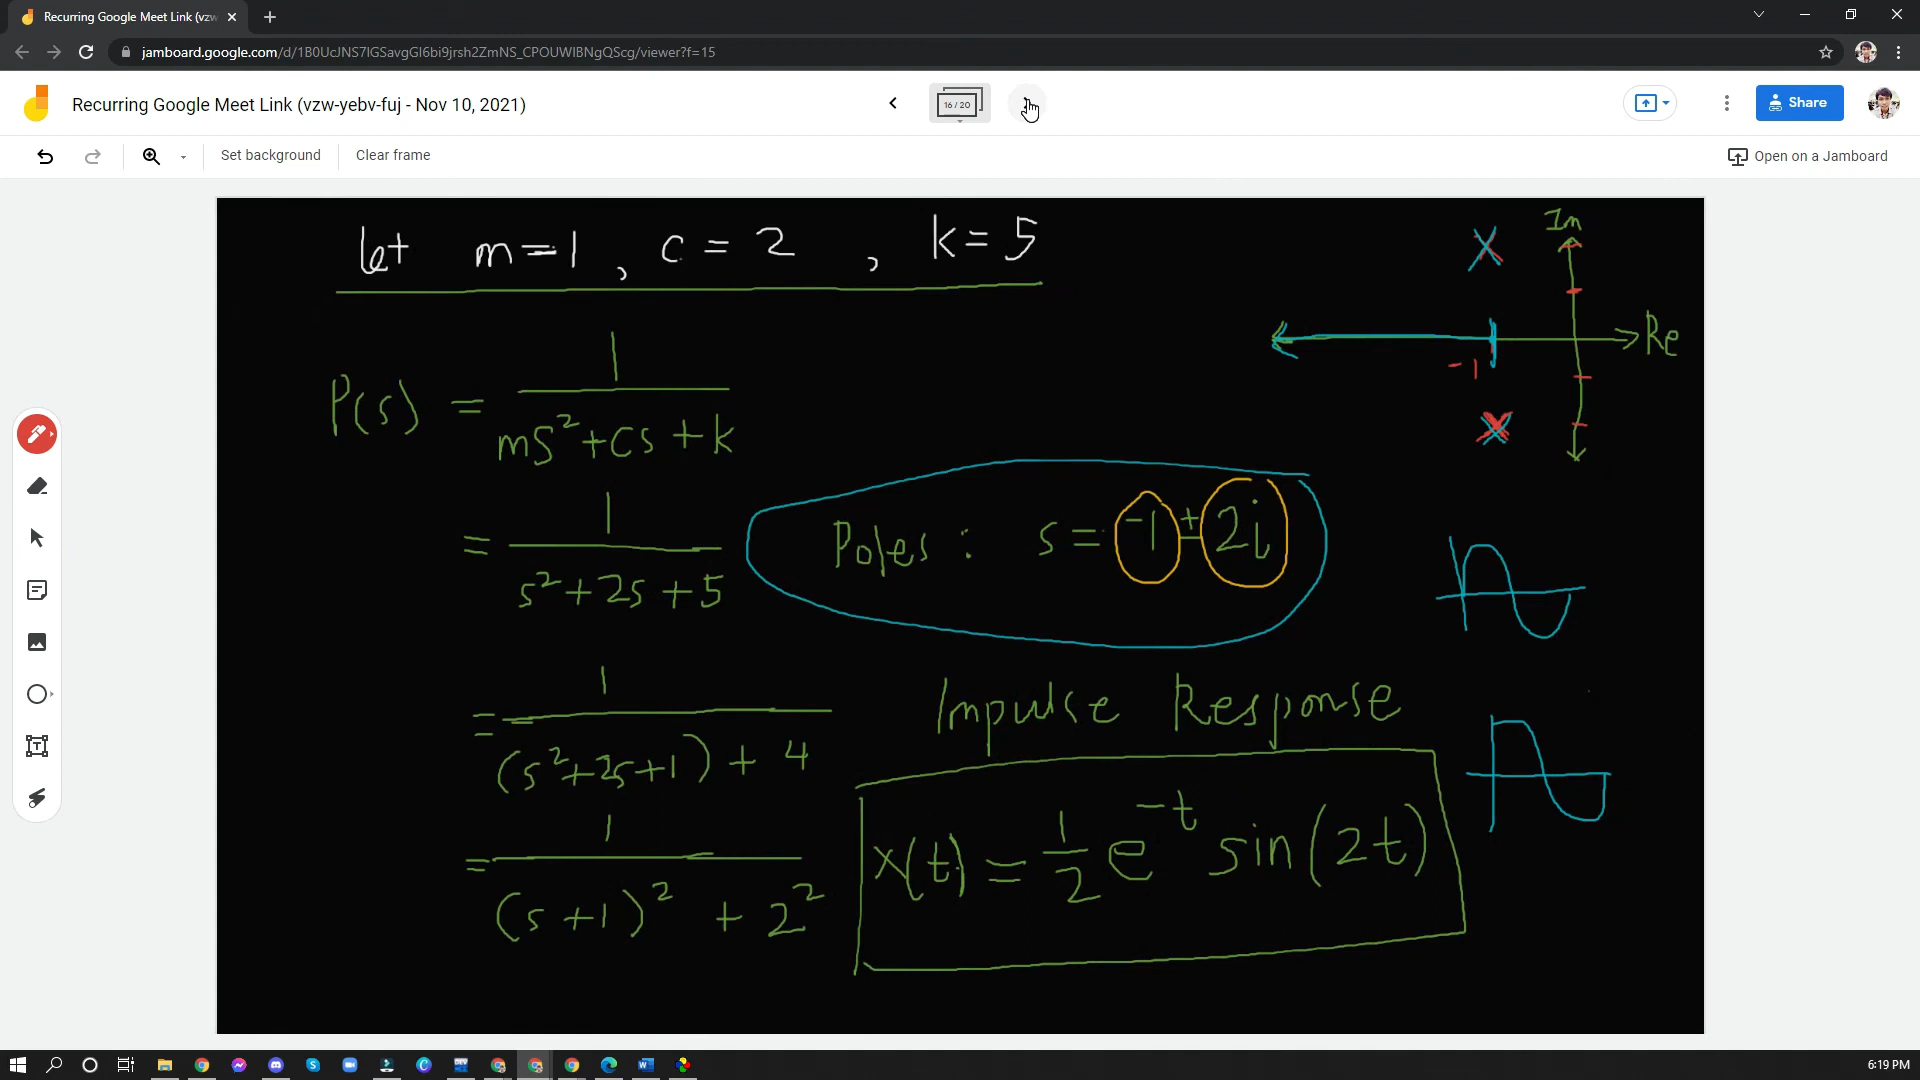 Recurring Google Meet Link (vzw
jamboard.google.com/d/1B0UcJNS7lGSavgGl6bi9jrsh2ZmNS_CPOUWlBNgQScg/viewer?f=15
Recurring Google Meet Link (vzw-yebv-fuj - Nov 10, 2021)
16 / 20
Share
Set background
Clear frame
Open on a Jamboard
let m=1, c=2, k=5
Im
Re
-1
P(s) = 1/(ms²+cs+k)
= 1/(s²+2s+5)
Poles: s = -1 ± 2i
= 1/((s²+2s+1)+4)
Impulse Response
= 1/((s+1)²+2²)
x(t) = 1/2 e^-t sin(2t)
6:19 PM